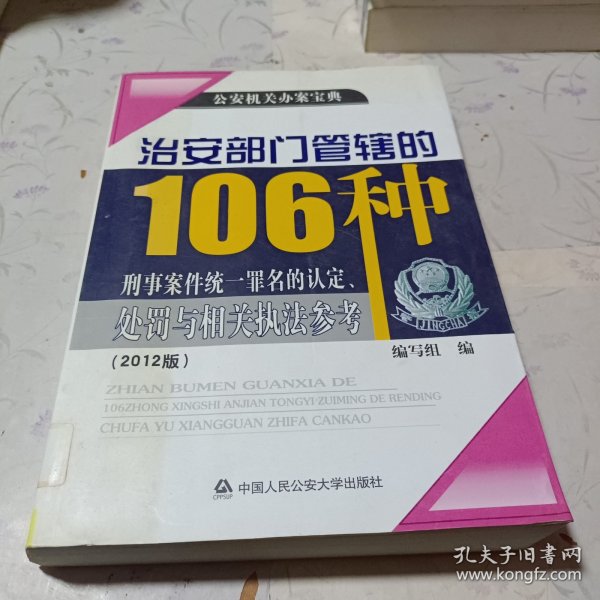 公安机关办案宝典
治安部门管辖的
106种
刑事案件统一罪名的认定、
处罚与相关执法参考
JINGCHA
(2012版)
编写组 编
ZHIAN BUMEN GUANXIA DE
106ZHONG XINGSHI ANJIAN TONGYI ZUIMING DE RENDING
CHUFA YU XIANGGUAN ZHIFA CANKAO
CPPSUP
中国人民公安大学出版社
孔夫子旧书网
www.kongfz.com